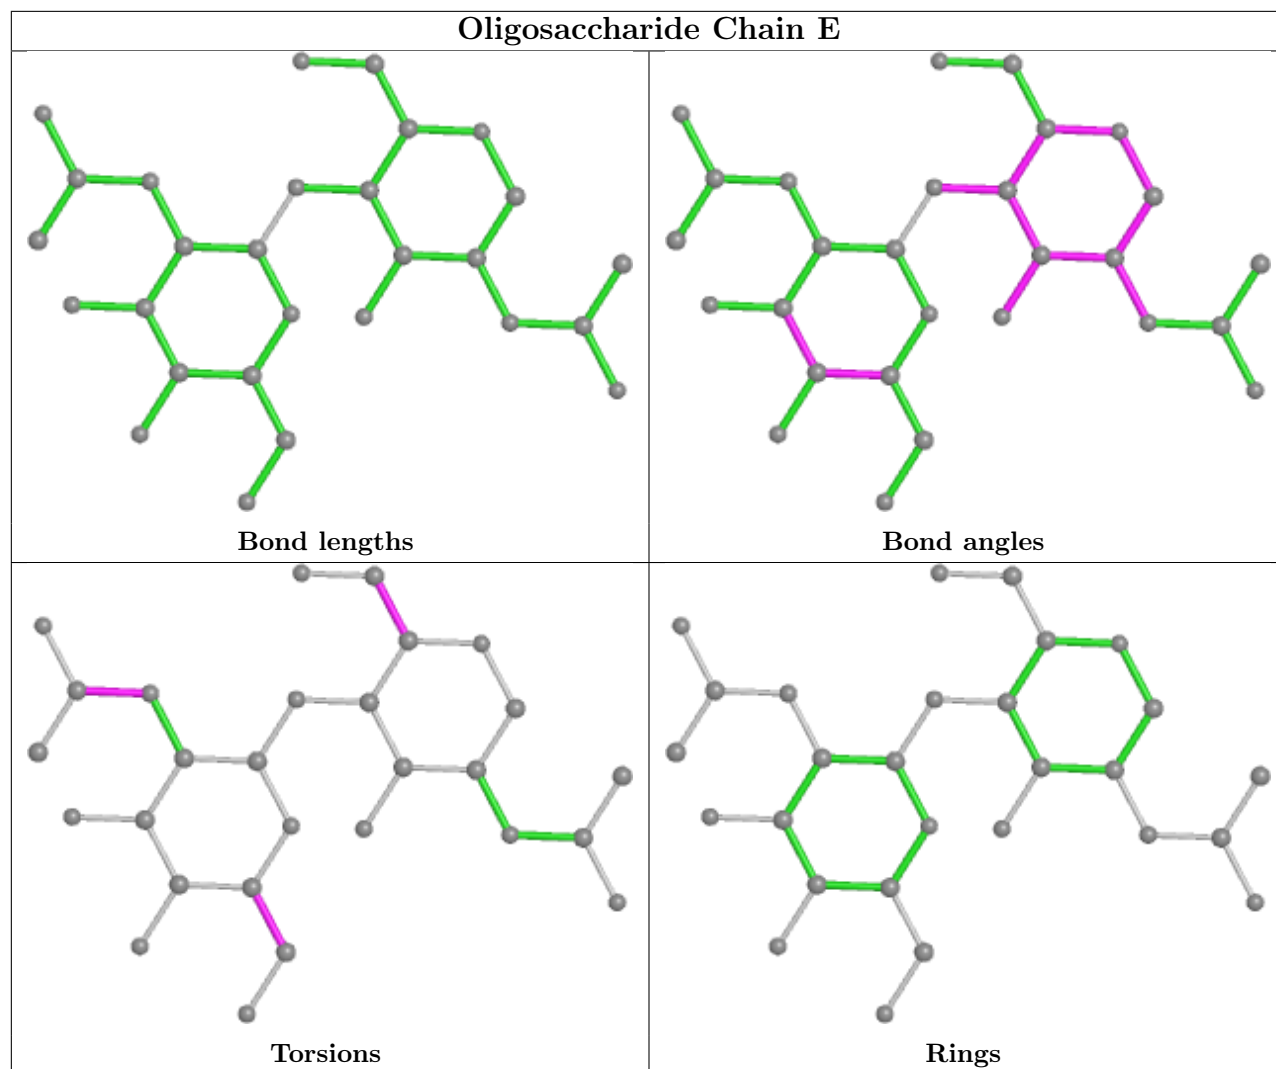 Oligosaccharide Chain E
Bond lengths
Bond angles
Torsions
Rings